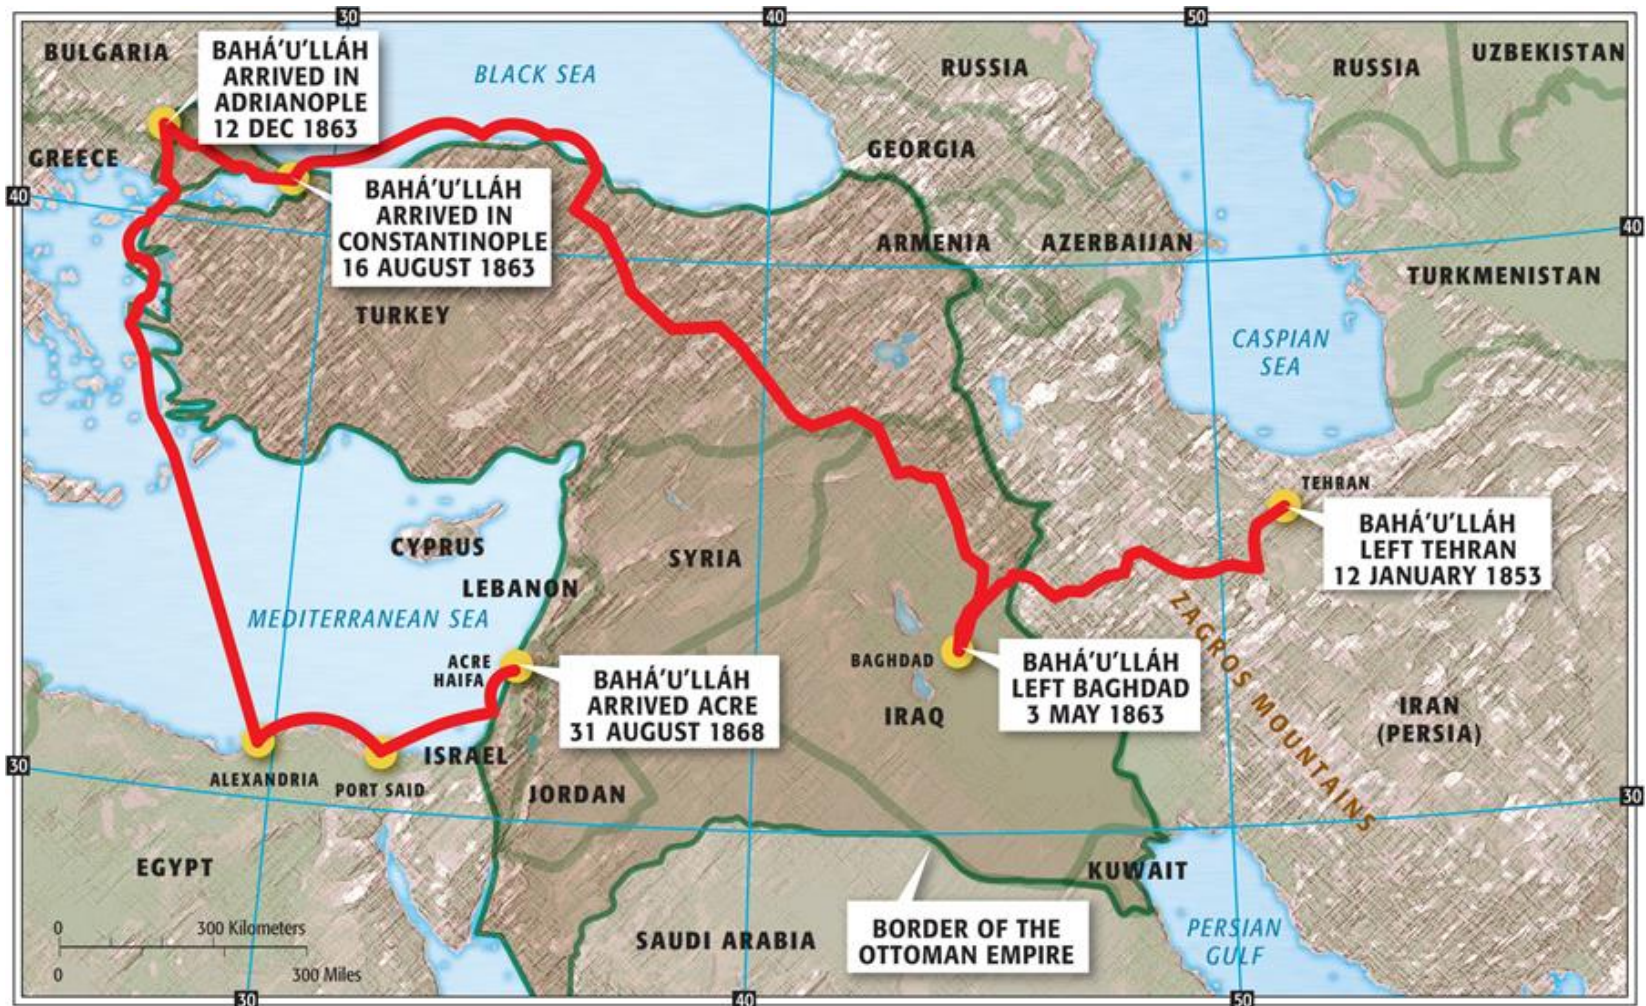 30
40
50
BULGARIA
BAHÁ'U'LLÁH
ARRIVED IN
ADRIANOPLE
12 DEC 1863
BLACK SEA
RUSSIA
RUSSIA
UZBEKISTAN
GREECE
GEORGIA
40
BAHÁ'U'LLÁH
ARRIVED IN
CONSTANTINOPLE
16 AUGUST 1863
ARMENIA
AZERBAIJAN
40
TURKMENISTAN
TURKEY
CASPIAN
SEA
TEHRAN
BAHÁ'U'LLÁH
LEFT TEHRAN
12 JANUARY 1853
CYPRUS
SYRIA
LEBANON
MEDITERRANEAN SEA
ZAGROS MOUNTAINS
ACRE
HAIFA
BAHÁ'U'LLÁH
ARRIVED ACRE
31 AUGUST 1868
BAGHDAD
BAHÁ'U'LLÁH
LEFT BAGHDAD
3 MAY 1863
IRAQ
IRAN
(PERSIA)
ISRAEL
30
ALEXANDRIA
PORT SAID
JORDAN
30
EGYPT
KUWAIT
BORDER OF THE
OTTOMAN EMPIRE
SAUDI ARABIA
PERSIAN
GULF
0 300 Kilometers
0 300 Miles
30
40
50